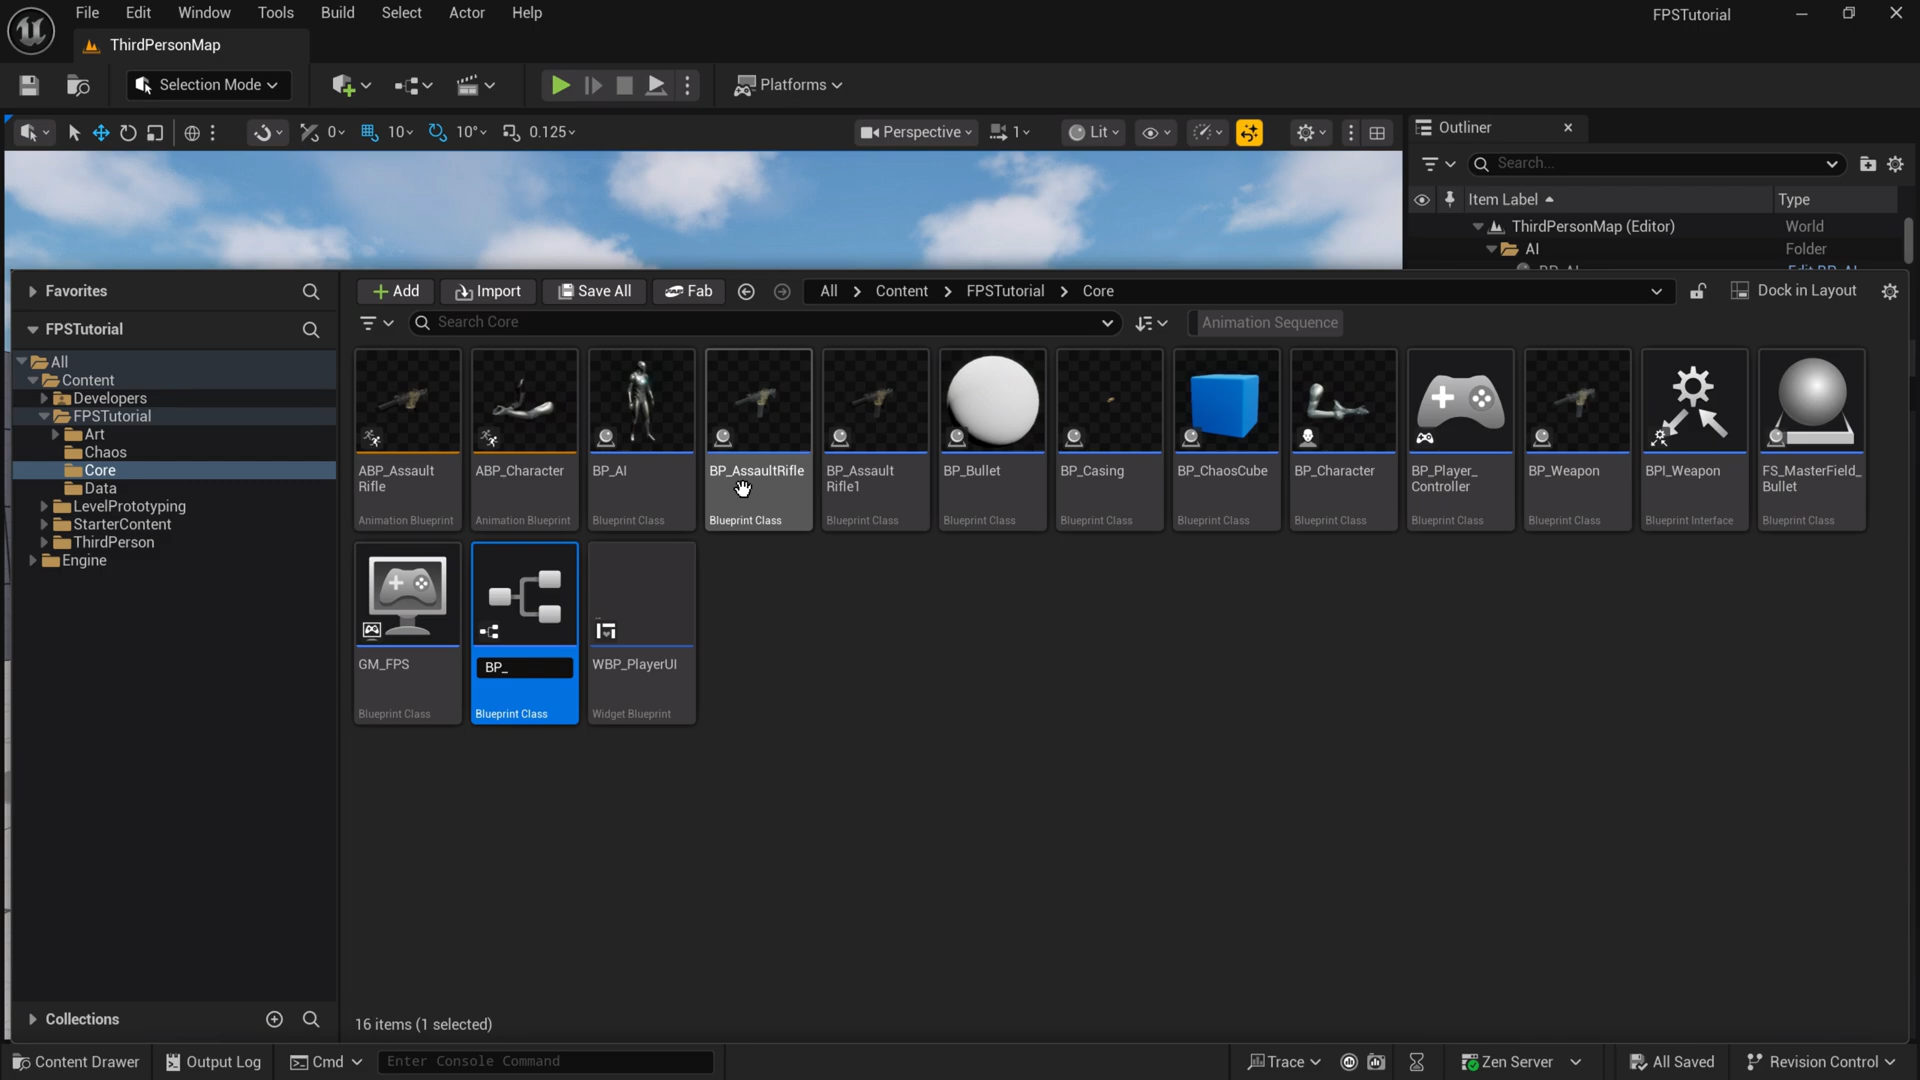 File Edit Window Tools Build Select Actor Help FPSTutorial
ThirdPersonMap
Selection Mode Platforms
0 10 10° 0.125 Perspective 1 Lit Outliner
Search...
Item Label Type
ThirdPersonMap (Editor) World
AI Folder
Favorites
Add Import Save All Fab All Content FPSTutorial Core Dock in Layout
FPSTutorial
Search Core Animation Sequence
All
Content
Developers
FPSTutorial
Art
Chaos
Core
Data
LevelPrototyping
StarterContent
ThirdPerson
Engine
ABP_Assault
Rifle
Animation Blueprint
ABP_Character
Animation Blueprint
BP_AI
Blueprint Class
BP_AssaultRifle
Blueprint Class
BP_Assault
Rifle1
Blueprint Class
BP_Bullet
Blueprint Class
BP_Casing
Blueprint Class
BP_ChaosCube
Blueprint Class
BP_Character
Blueprint Class
BP_Player_
Controller
Blueprint Class
BP_Weapon
Blueprint Class
BPI_Weapon
Blueprint Interface
FS_MasterField_
Bullet
Blueprint Class
GM_FPS
Blueprint Class
BP_
Blueprint Class
WBP_PlayerUI
Widget Blueprint
Collections
16 items (1 selected)
Content Drawer Output Log Cmd Enter Console Command Trace Zen Server All Saved Revision Control